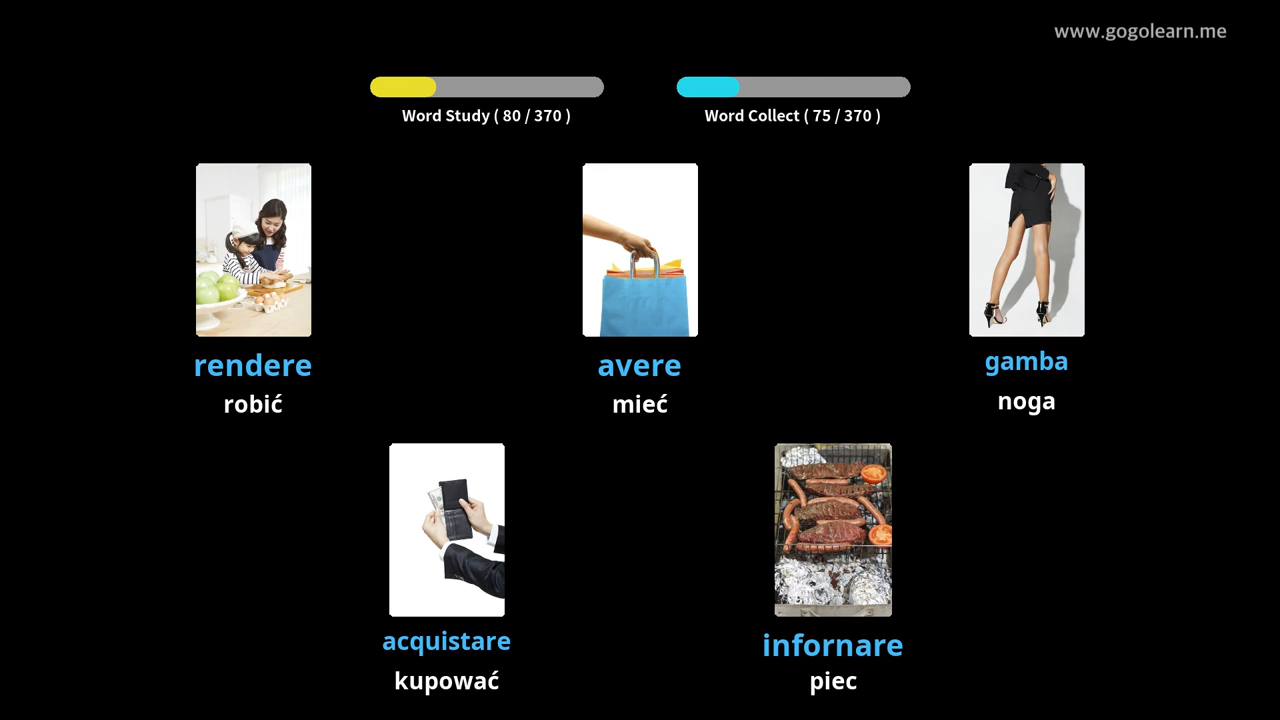 www.gogolearn.me
Word Study ( 80 / 370 )
Word Collect ( 75 / 370 )
rendere
robić
avere
mieć
gamba
noga
acquistare
kupować
infornare
piec